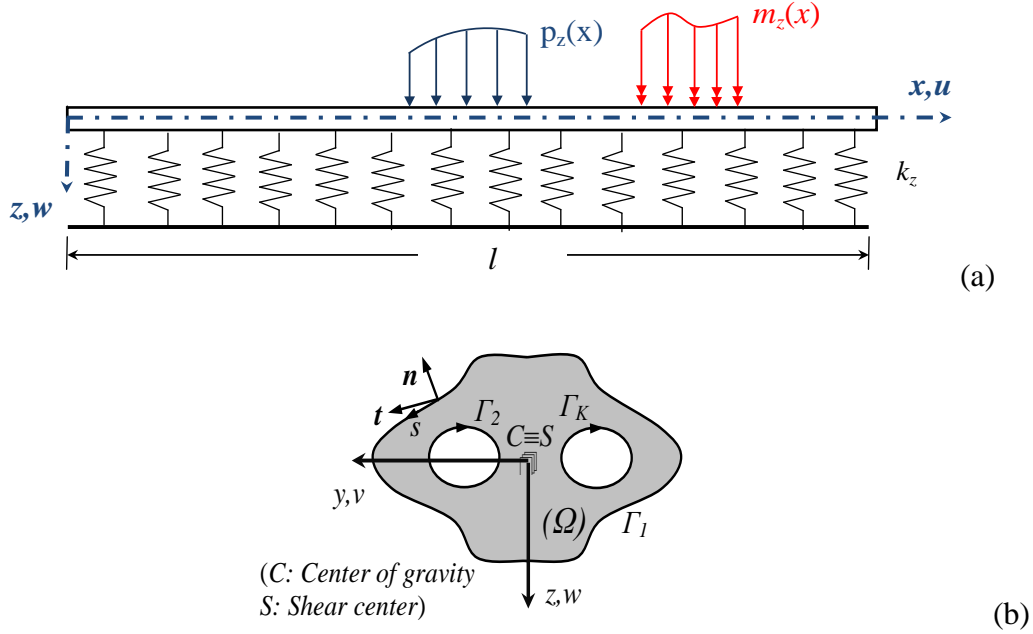 p_z(x)
m_z(x)
x,u
k_z
z,w
l
(a)
n
t
s
Γ_2
Γ_K
C≡S
y,v
(Ω)
Γ_1
(C: Center of gravity
S: Shear center)
z,w
(b)